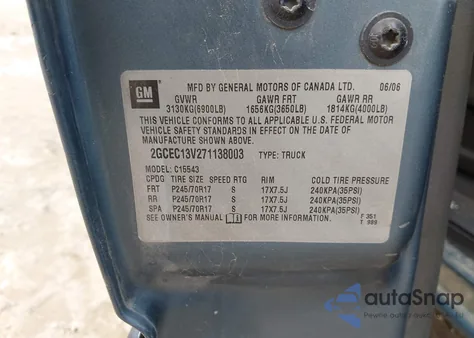 GM MFD BY GENERAL MOTORS OF CANADA LTD. 06/06
GVWR GAWR FRT GAWR RR
3130KG(6900LB) 1656KG(3650LB) 1814KG(4000LB)
THIS VEHICLE CONFORMS TO ALL APPLICABLE U.S. FEDERAL MOTOR
VEHICLE SAFETY STANDARDS IN EFFECT ON THE DATE OF
MANUFACTURE SHOWN ABOVE.
2GCEC13V271138003 TYPE: TRUCK
MODEL: C15543
CPDG TIRE SIZE SPEED RTG RIM COLD TIRE PRESSURE
FRT P245/70R17 S 17X7.5J 240KPA(35PSI)
RR P245/70R17 S 17X7.5J 240KPA(35PSI)
SPA P245/70R17 S 17X7.5J 240KPA(35PSI)
SEE OWNER'S MANUAL FOR MORE INFORMATION. F 351
T 989
autoSnap